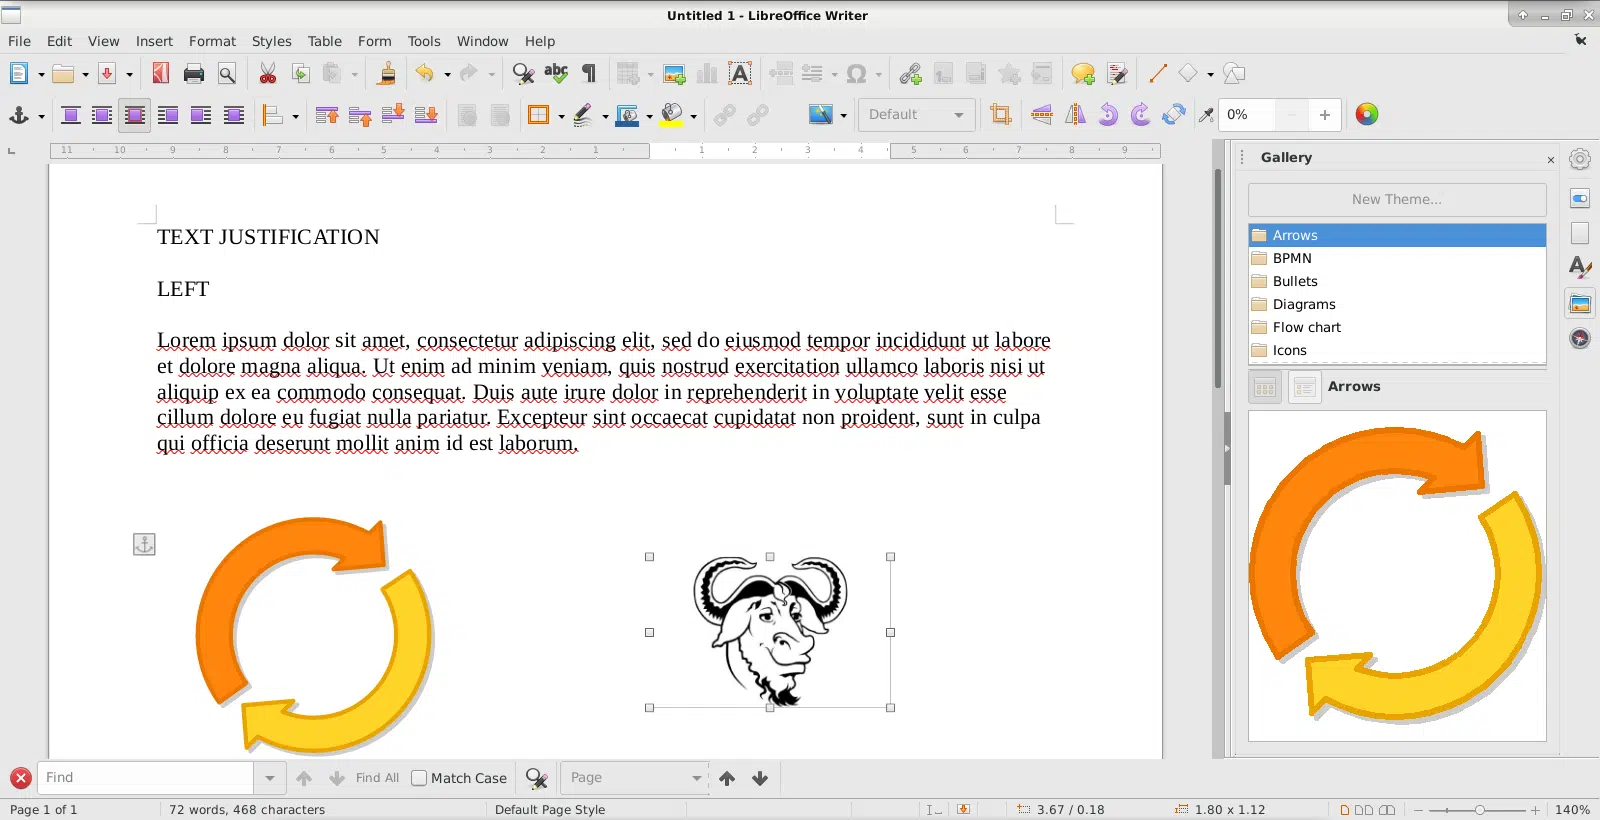 Untitled 1 - LibreOffice Writer
File Edit View Insert Format Styles Table Form Tools Window Help
abc
Default
0%
11 10 9 8 7 6 5 4 3 2 1 1 2 3 4 5 6 7 8 9
Gallery
New Theme...
Arrows
BPMN
Bullets
Diagrams
Flow chart
Icons
Arrows
TEXT JUSTIFICATION
LEFT
Lorem ipsum dolor sit amet, consectetur adipiscing elit, sed do eiusmod tempor incididunt ut labore
et dolore magna aliqua. Ut enim ad minim veniam, quis nostrud exercitation ullamco laboris nisi ut
aliquip ex ea commodo consequat. Duis aute irure dolor in reprehenderit in voluptate velit esse
cillum dolore eu fugiat nulla pariatur. Excepteur sint occaecat cupidatat non proident, sunt in culpa
qui officia deserunt mollit anim id est laborum.
Find
Find All
Match Case
Page
Page 1 of 1
72 words, 468 characters
Default Page Style
3.67 / 0.18
1.80 x 1.12
140%